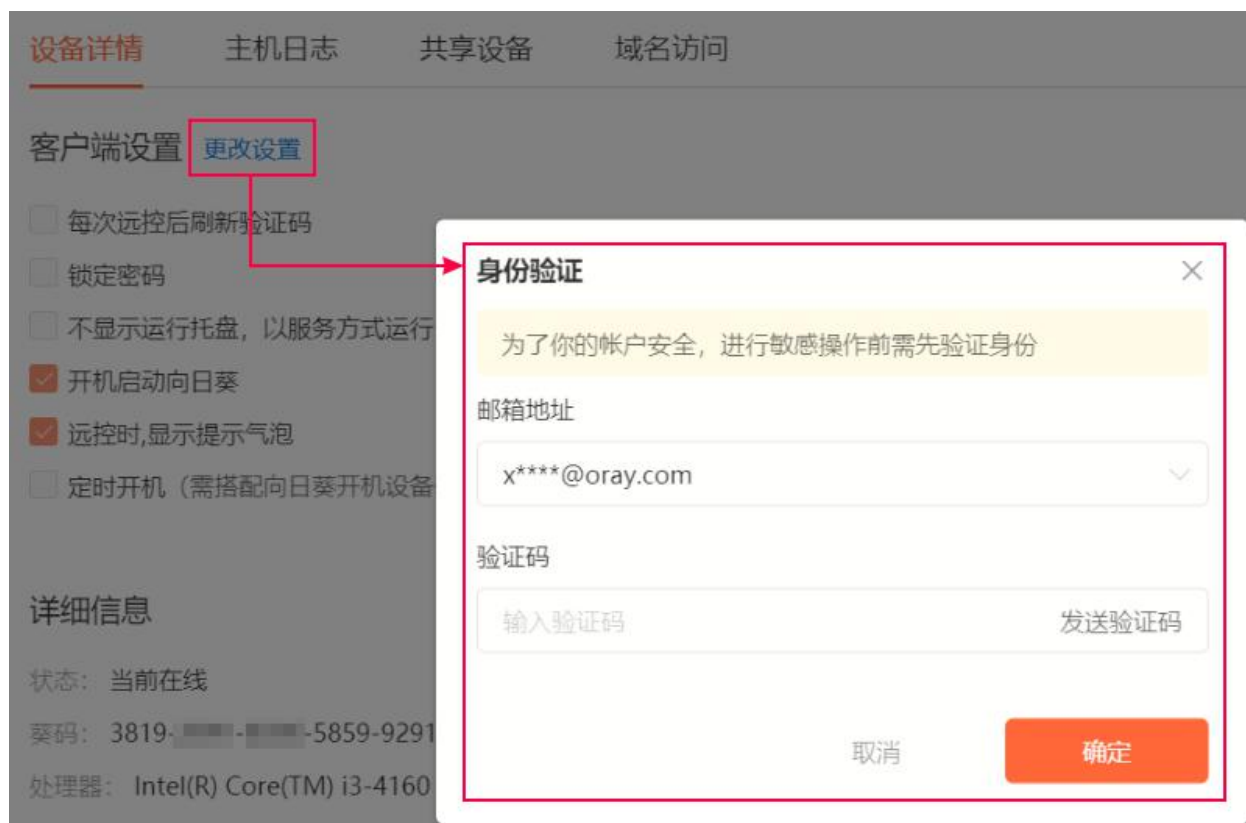 设备详情 主机日志 共享设备 域名访问
客户端设置 更改设置
每次远控后刷新验证码
锁定密码
不显示运行托盘，以服务方式运行
开机启动向日葵
远控时,显示提示气泡
定时开机（需搭配向日葵开机设备
详细信息
状态： 当前在线
葵码： 3819- - -5859-9291
处理器： Intel(R) Core(TM) i3-4160
身份验证
为了你的帐户安全，进行敏感操作前需先验证身份
邮箱地址
x****@oray.com
验证码
输入验证码 发送验证码
取消 确定